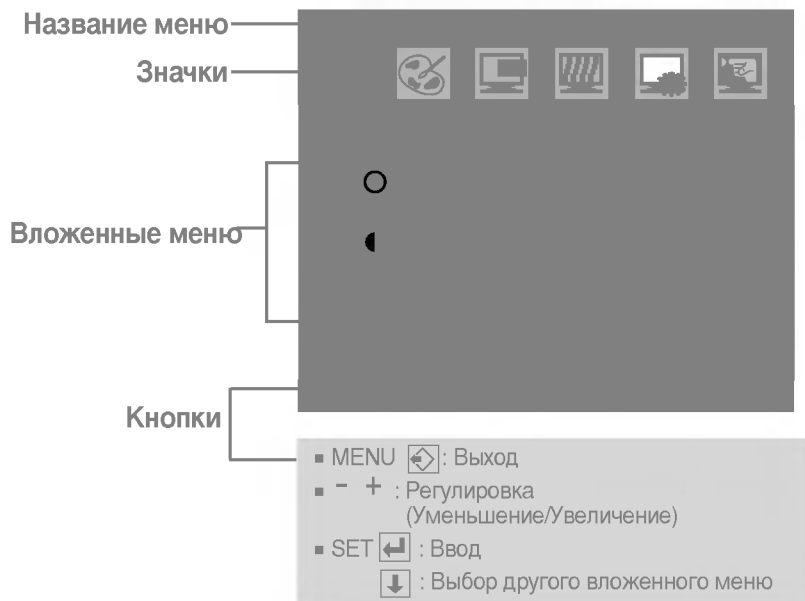 Название меню
Значки
Вложенные меню
Кнопки
MENU : Выход
- + : Регулировка
(Уменьшение/Увеличение)
SET : Ввод
: Выбор другого вложенного меню